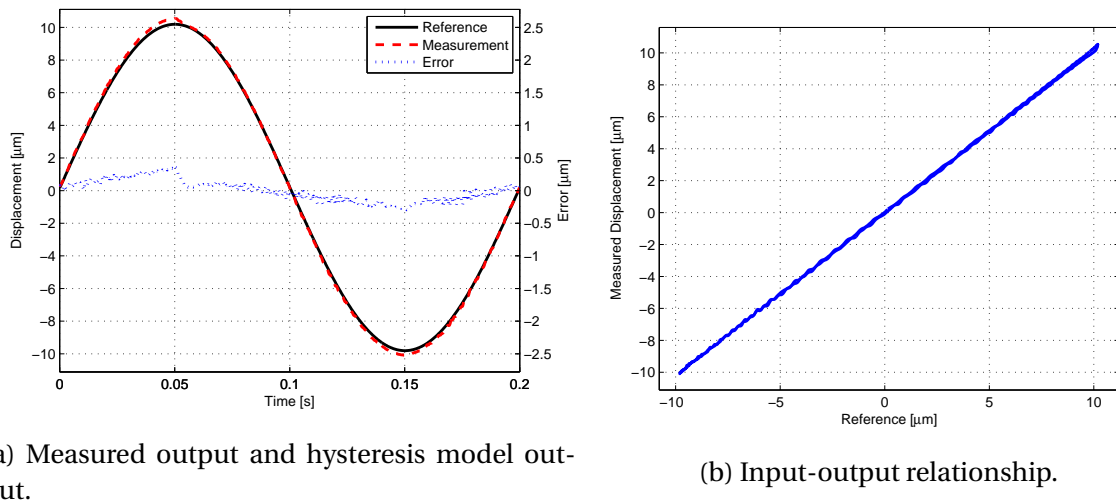 Reference
Measurement
Error
10
8
6
4
2
0
−2
−4
−6
−8
−10
Displacement [µm]
2.5
2
1.5
1
0.5
0
−0.5
−1
−1.5
−2
−2.5
Error [µm]
0 0.05 0.1 0.15 0.2
Time [s]
a) Measured output and hysteresis model out-
ut.
10
8
6
4
2
0
−2
−4
−6
−8
−10
Measured Displacement [µm]
−10 −5 0 5 10
Reference [µm]
(b) Input-output relationship.